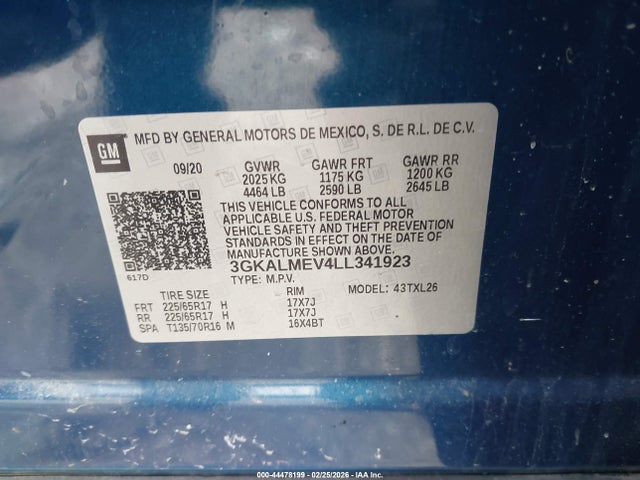 GM
MFD BY GENERAL MOTORS DE MEXICO, S. DE R.L. DE C.V.
09/20 GVWR GAWR FRT GAWR RR
2025 KG 1175 KG 1200 KG
4464 LB 2590 LB 2645 LB
THIS VEHICLE CONFORMS TO ALL
APPLICABLE U.S. FEDERAL MOTOR
VEHICLE SAFETY AND THEFT PREVENTION
STANDARDS IN EFFECT ON THE DATE OF
MANUFACTURE SHOWN ABOVE.
617D 3GKALMEV4LL341923
TYPE: M.P.V. MODEL: 43TXL26
TIRE SIZE RIM
FRT 225/65R17 H 17X7J
RR 225/65R17 H 17X7J
SPA T135/70R16 M 16X4BT
000-44478199 - 02/25/2026 - IAA Inc.